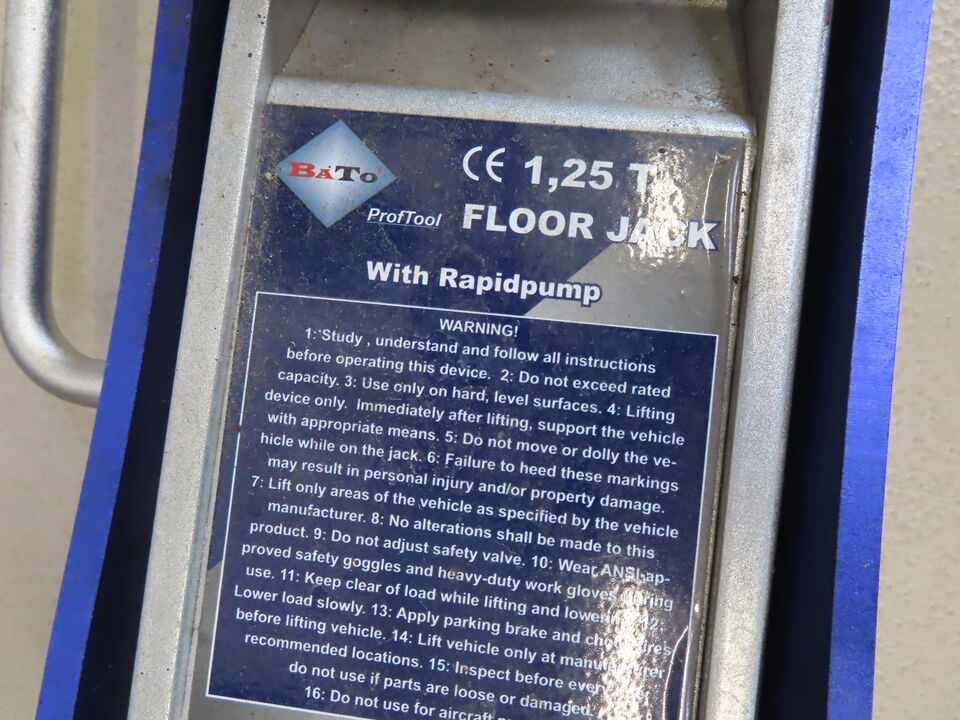 BATO
ProfTool
CE 1,25 T
FLOOR JACK
With Rapidpump
WARNING!
1: Study , understand and follow all instructions
before operating this device. 2: Do not exceed rated
capacity. 3: Use only on hard, level surfaces. 4: Lifting
device only. Immediately after lifting, support the vehicle
with appropriate means. 5: Do not move or dolly the ve-
hicle while on the jack. 6: Failure to heed these markings
may result in personal injury and/or property damage.
7: Lift only areas of the vehicle as specified by the vehicle
manufacturer. 8: No alterations shall be made to this
product. 9: Do not adjust safety valve. 10: Wear ANSI-ap-
proved safety goggles and heavy-duty work gloves during
use. 11: Keep clear of load while lifting and lowering. 12:
Lower load slowly. 13: Apply parking brake and chock tires
before lifting vehicle. 14: Lift vehicle only at manufacturer
recommended locations. 15: Inspect before every
do not use if parts are loose or damaged.
16: Do not use for aircraft